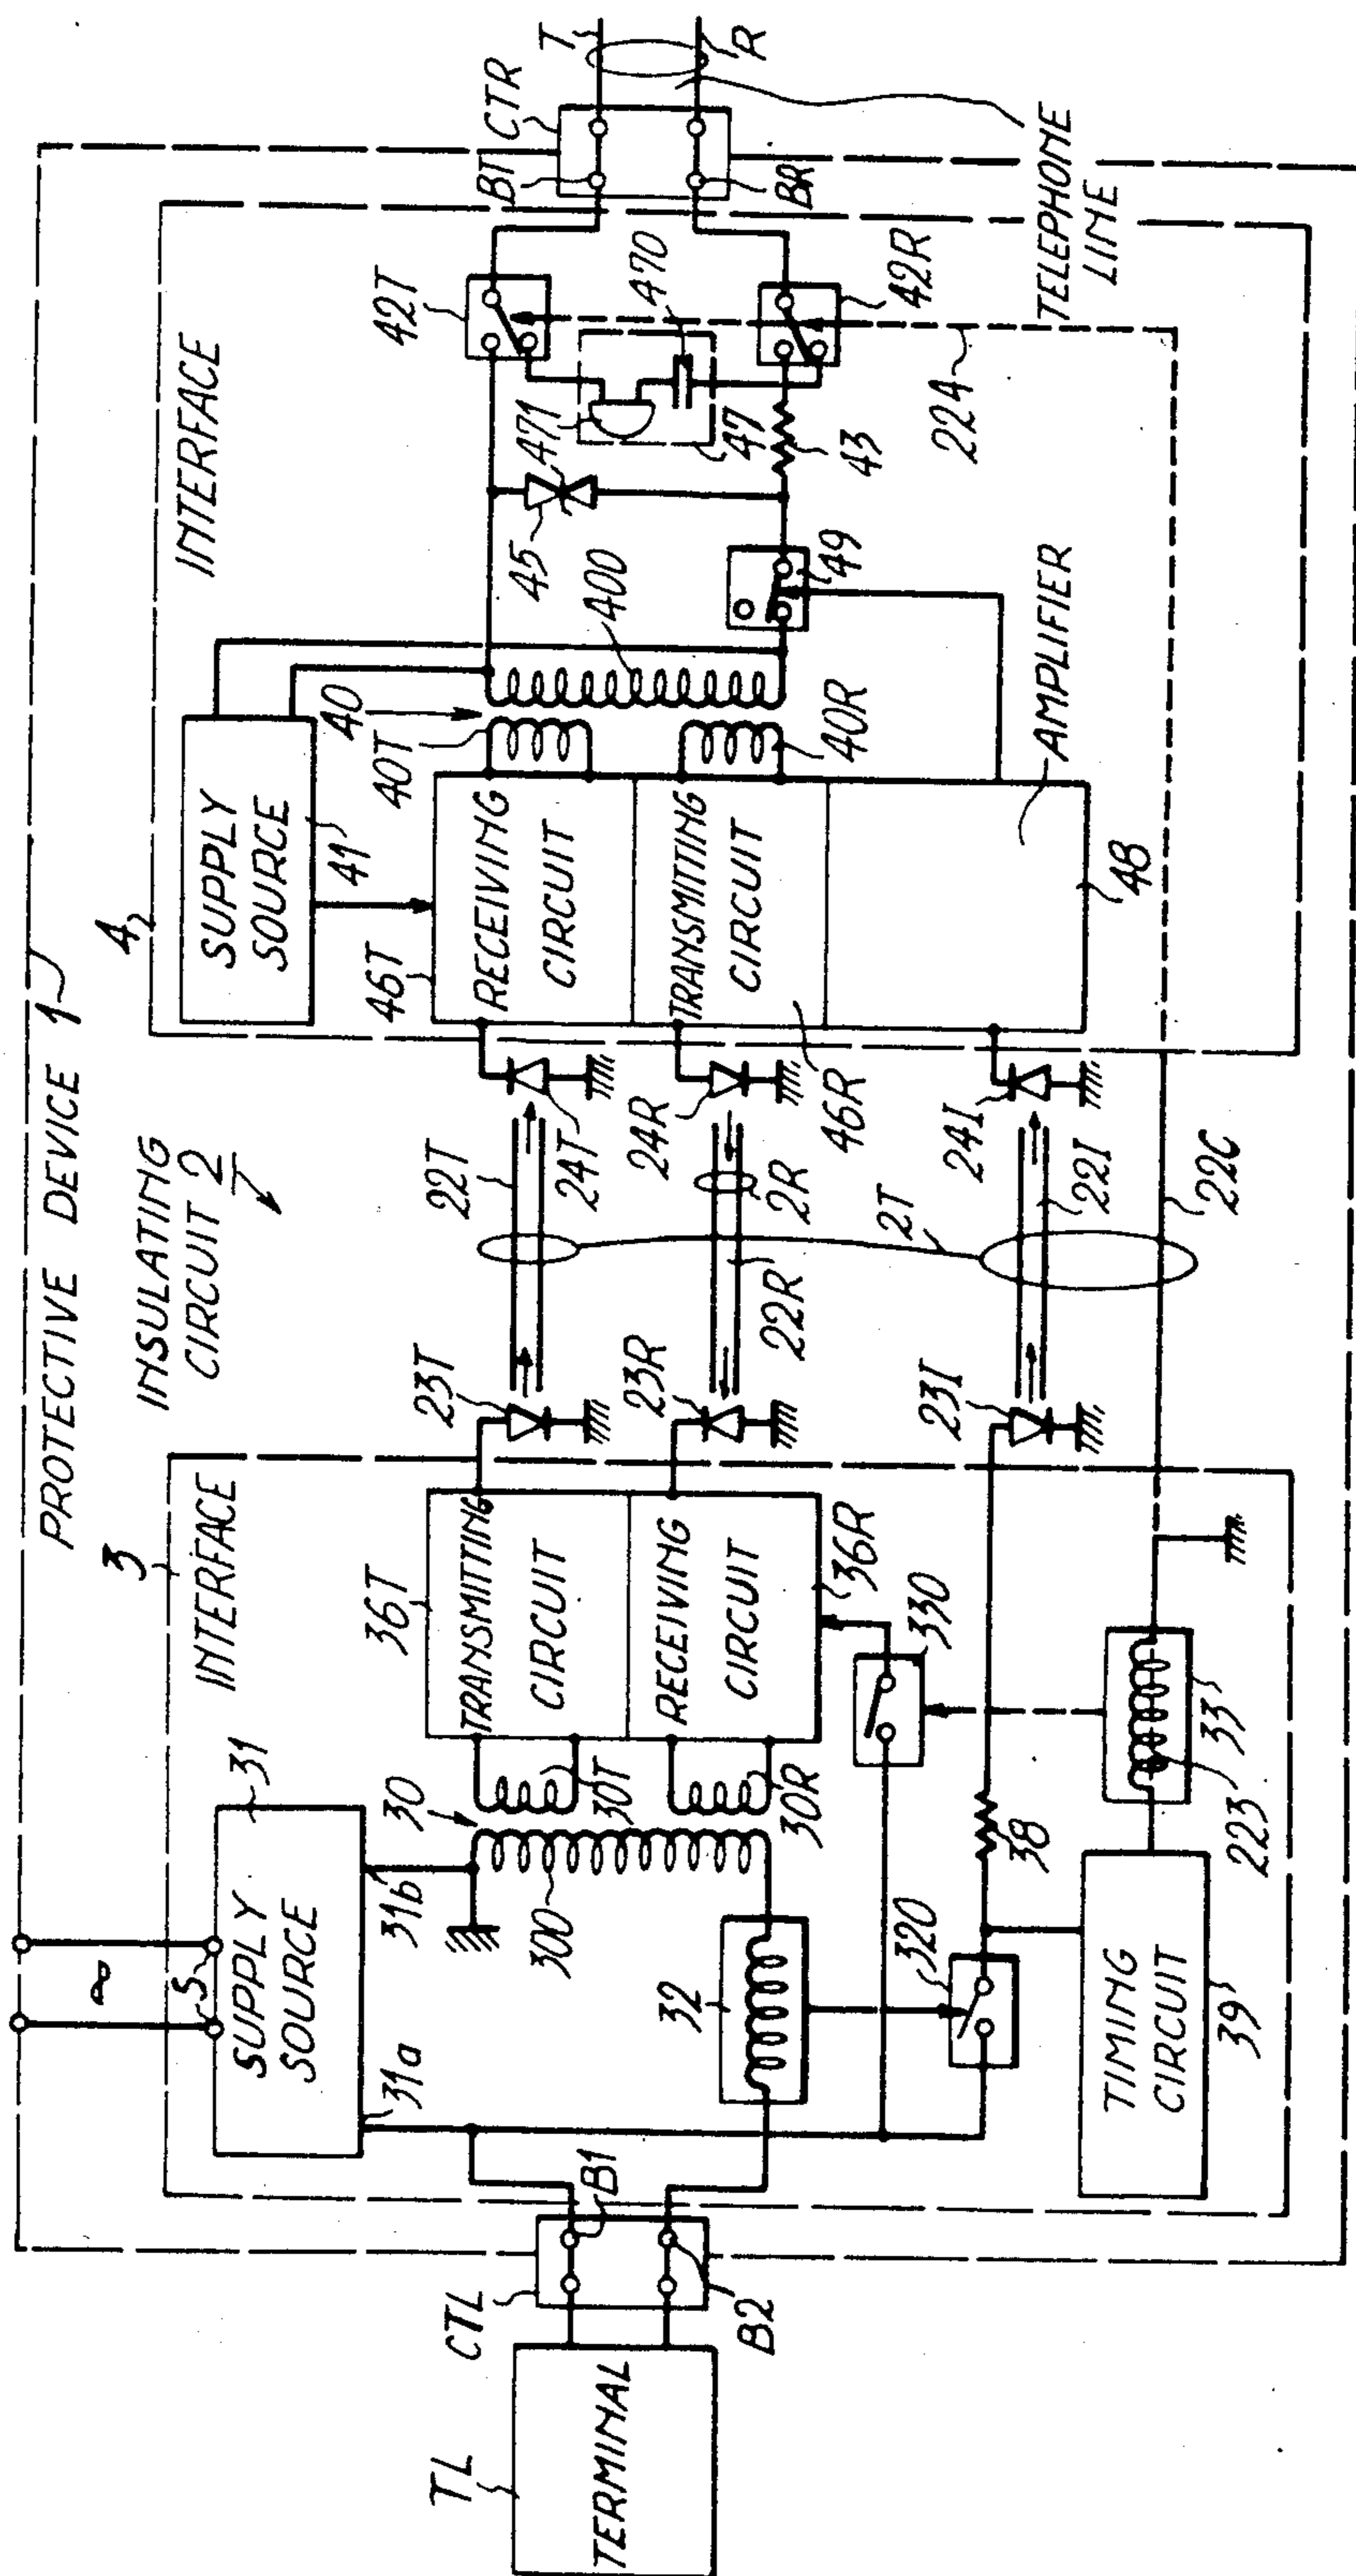 PROTECTIVE DEVICE 1
INSULATING
CIRCUIT 2
3
INTERFACE
4
INTERFACE
S
SUPPLY
SOURCE
31
31a
31b
30
300
30T
30R
36T
TRANSMITTING
CIRCUIT
RECEIVING
CIRCUIT
36R
330
32
320
38
TIMING
CIRCUIT
39
33
223
TL
TERMINAL
CTL
B1
B2
23T
22T
24T
23R
22R
2R
24R
23I
22I
24I
2T
22C
SUPPLY
SOURCE
41
46T
RECEIVING
CIRCUIT
TRANSMITTING
CIRCUIT
46R
AMPLIFIER
48
40
40T
40R
400
45
471
47
470
43
49
42T
42R
224
BT
BR
CTR
T
R
TELEPHONE
LINE